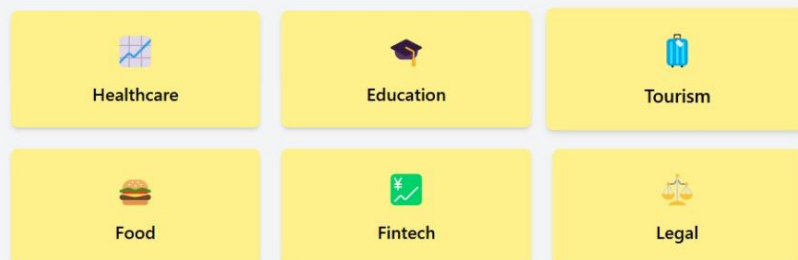 Healthcare
Education
Tourism
Food
Fintech
Legal